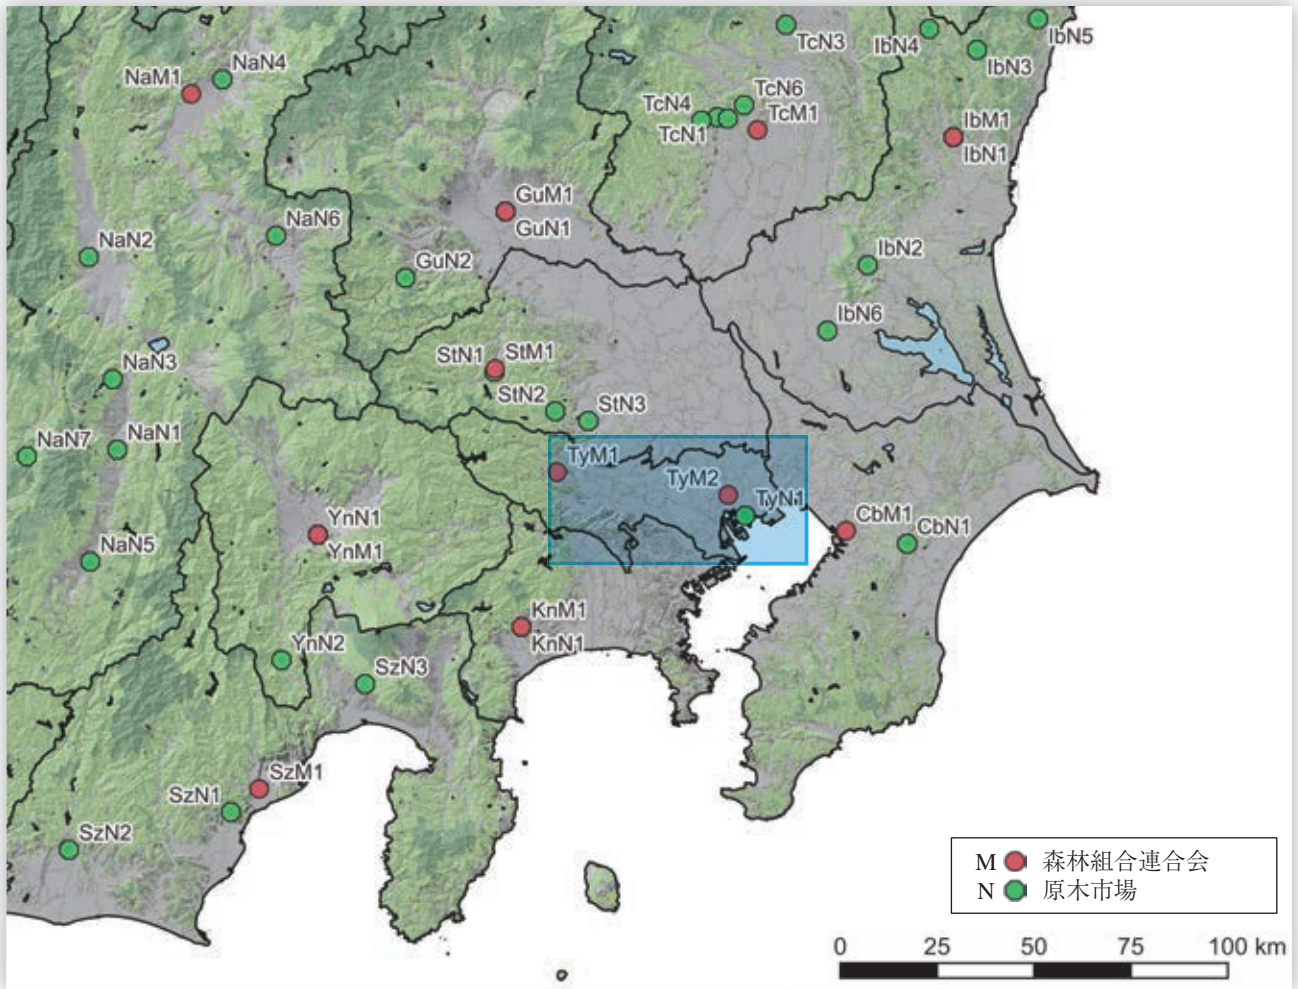 TcN3
IbN4
IbN5
IbN3
NaM1
NaN4
TcN4
TcN6
TcM1
TcN1
IbM1
IbN1
GuM1
GuN1
NaN6
NaN2
GuN2
IbN2
IbN6
StN1
StM1
NaN3
StN2
StN3
NaN7
NaN1
TyM1
TyM2
TyN1
YnN1
YnM1
CbM1
CbN1
NaN5
KnM1
KnN1
YnN2
SzN3
SzM1
SzN1
SzN2
M 森林組合連合会
N 原木市場
0 25 50 75 100 km